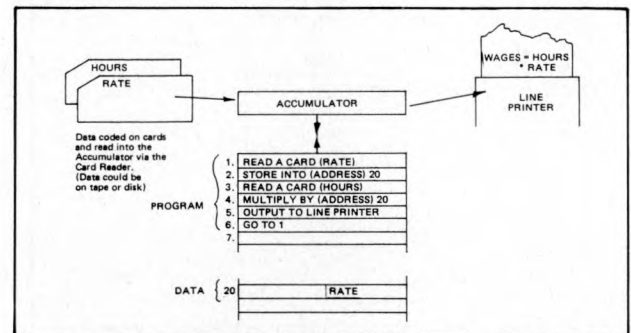 HOURS
RATE
Data coded on cards
and read into the
Accumulator via the
Card Reader.
(Data could be
on tape or disk)
ACCUMULATOR
WAGES = HOURS
* RATE
LINE
PRINTER
PROGRAM
1. READ A CARD (RATE)
2. STORE INTO (ADDRESS) 20
3. READ A CARD (HOURS)
4. MULTIPLY BY (ADDRESS) 20
5. OUTPUT TO LINE PRINTER
6. GO TO 1
7.
DATA 20 RATE